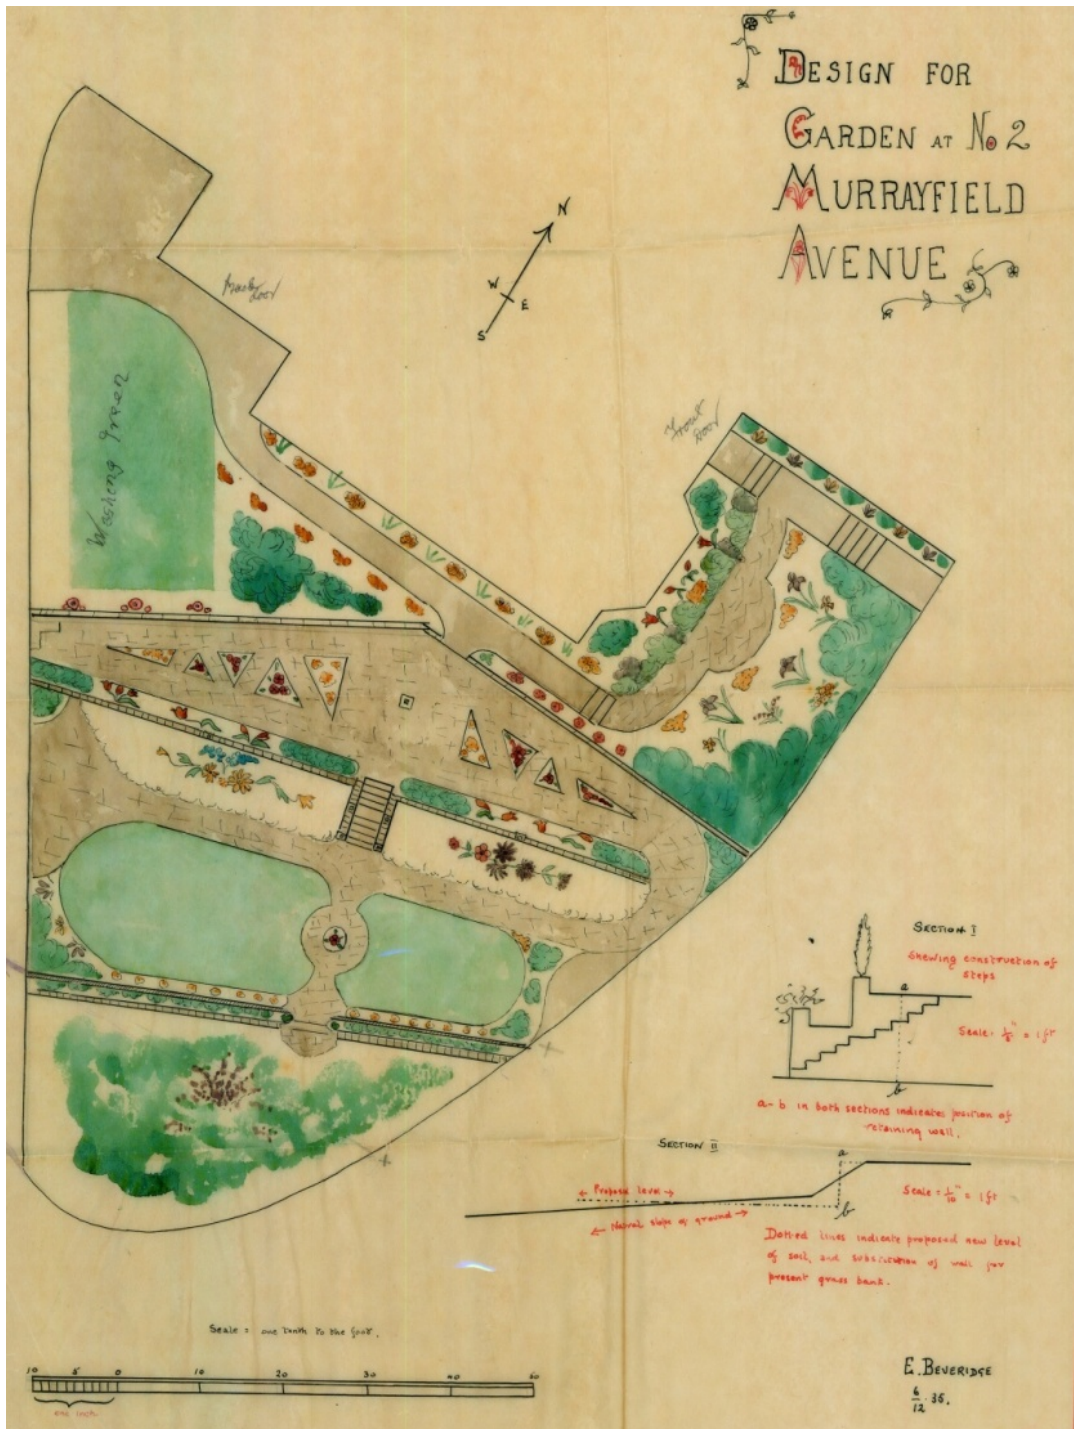 DESIGN FOR
GARDEN AT No 2
MURRAYFIELD
AVENUE
N
W
E
S
Back
Door
Front
Door
Washing Green
SECTION I
Shewing construction of
steps
a
Scale = 1/8" = 1 ft
b
a-b in both sections indicates position of
retaining wall.
SECTION II
a
← Proposed level →
Scale = 1/10" = 1 ft
b
← Natural slope of ground →
Dotted lines indicate proposed new level
of soil, and substitution of wall for
present grass bank.
Scale = one tenth to the foot.
10 5 0 10 20 30 40 50
one inch
E. BEVERIDGE
6/12 . 35.